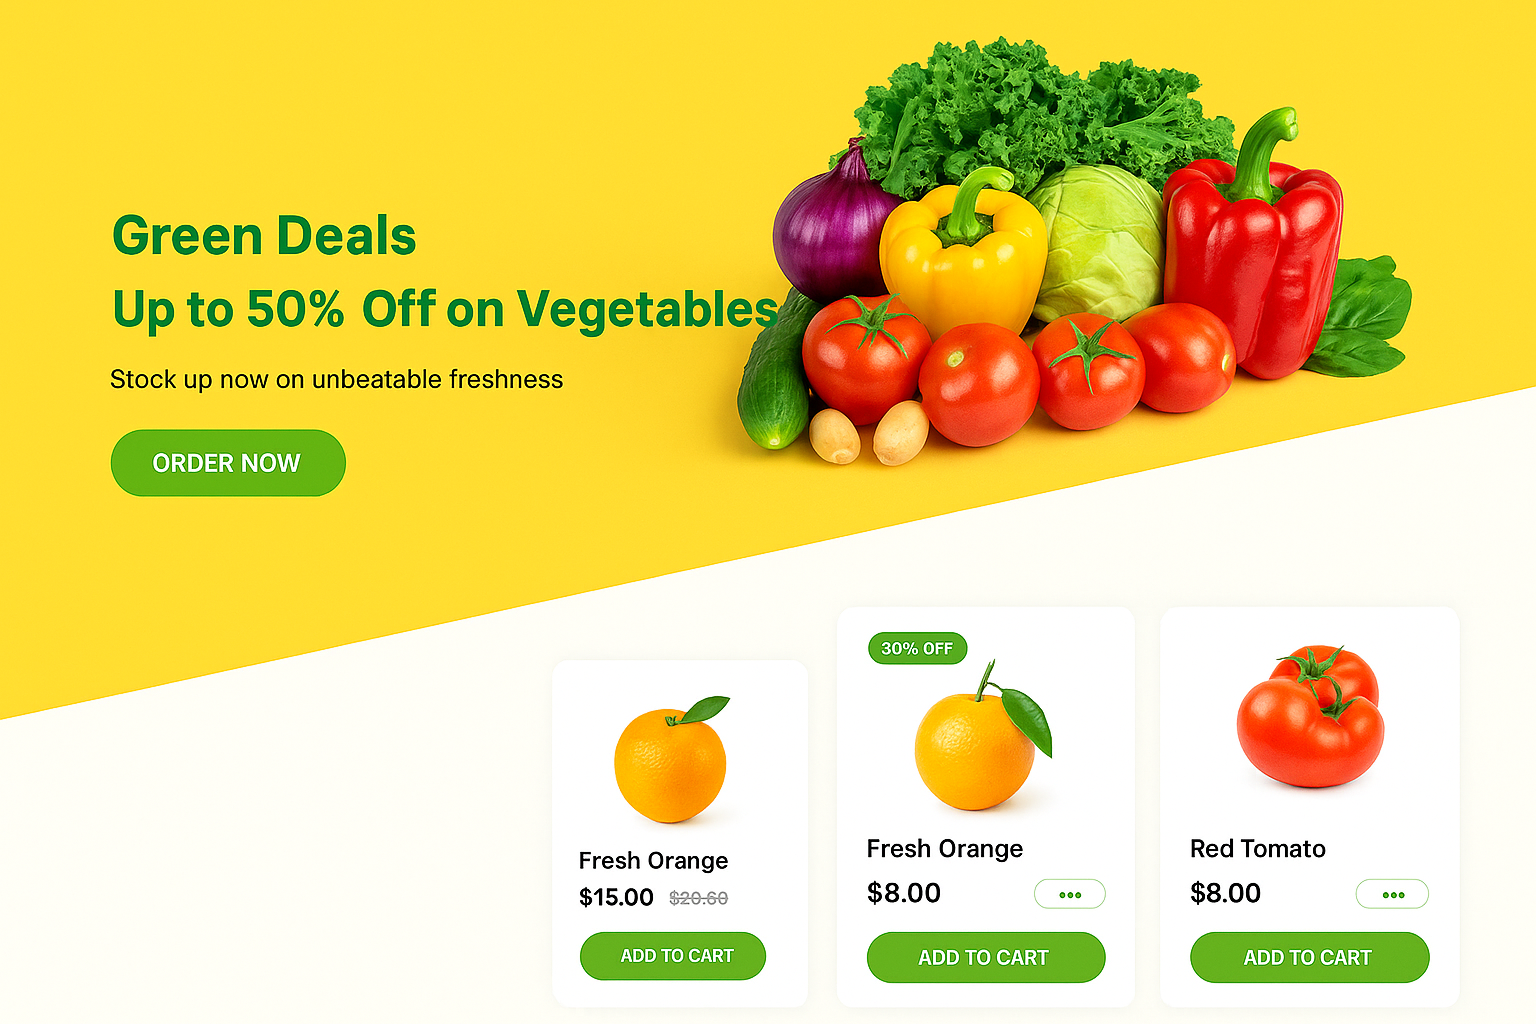 Green Deals
Up to 50% Off on Vegetables
Stock up now on unbeatable freshness
ORDER NOW
Fresh Orange
$15.00 $20.60
ADD TO CART
30% OFF
Fresh Orange
$8.00
ADD TO CART
Red Tomato
$8.00
ADD TO CART